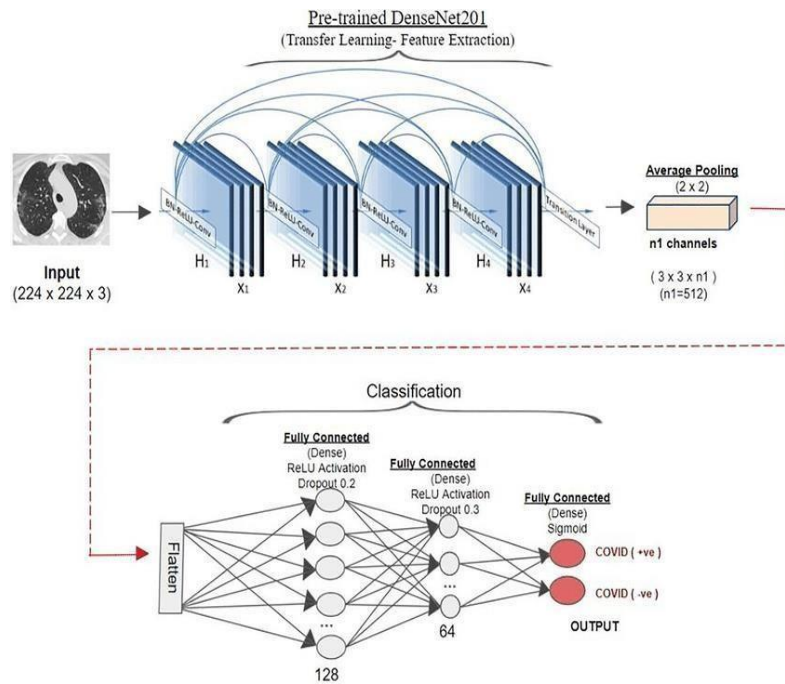 Pre-trained DenseNet201
(Transfer Learning- Feature Extraction)
BN-ReLU-Conv
BN-ReLU-Conv
BN-ReLU-Conv
BN-ReLU-Conv
Transition Layer
H1
H2
H3
H4
X1
X2
X3
X4
Input
(224 x 224 x 3)
Average Pooling
(2 x 2)
n1 channels
(3 x 3 x n1)
(n1=512)
Classification
Fully Connected
(Dense)
ReLU Activation
Dropout 0.2
Fully Connected
(Dense)
ReLU Activation
Dropout 0.3
Fully Connected
(Dense)
Sigmoid
Flatten
...
128
...
64
COVID ( +ve )
COVID ( -ve )
OUTPUT